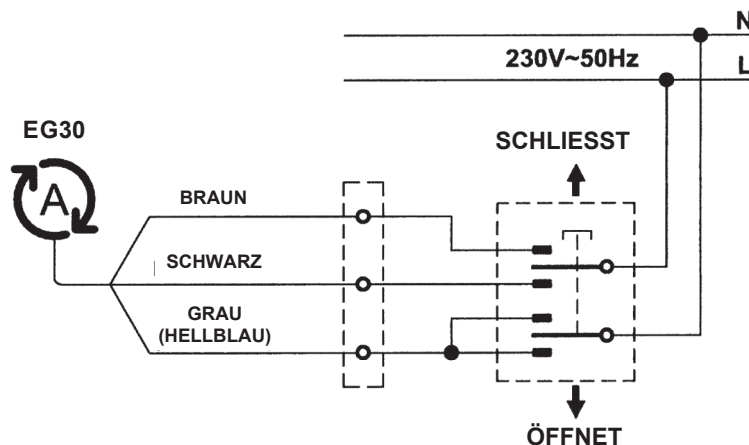 N
230V~50Hz
L
EG30
SCHLIESST
A
BRAUN
SCHWARZ
GRAU
(HELLBLAU)
ÖFFNET